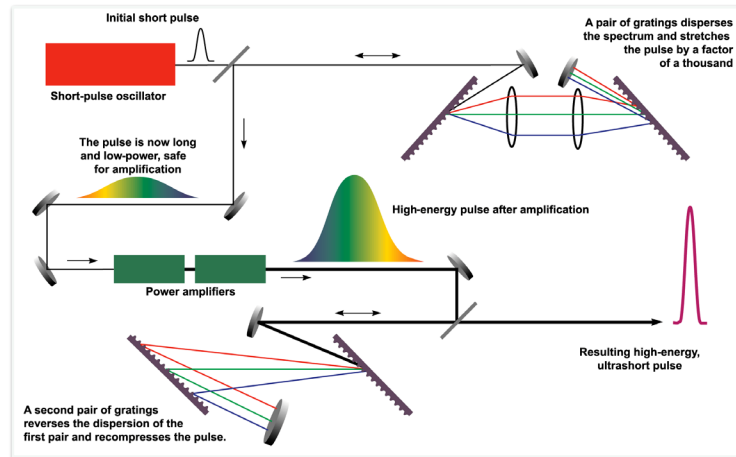 Initial short pulse
A pair of gratings disperses
the spectrum and stretches
the pulse by a factor
of a thousand
Short-pulse oscillator
The pulse is now long
and low-power, safe
for amplification
High-energy pulse after amplification
Power amplifiers
Resulting high-energy,
ultrashort pulse
A second pair of gratings
reverses the dispersion of the
first pair and recompresses the pulse.